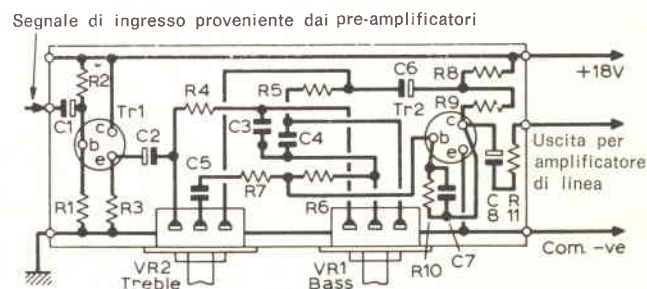 Segnale di ingresso proveniente dai pre-amplificatori
C6
R8
+18V
R2
R4
R5
Tr2
R9
C1
Tr1
c
C3
C4
c
b
C2
b
Uscita per
e
C5
e
amplificatore
di linea
R7
R6
C8
R11
R1
R3
Com. -ve
VR2
Treble
VR1
Bass
R10
C7